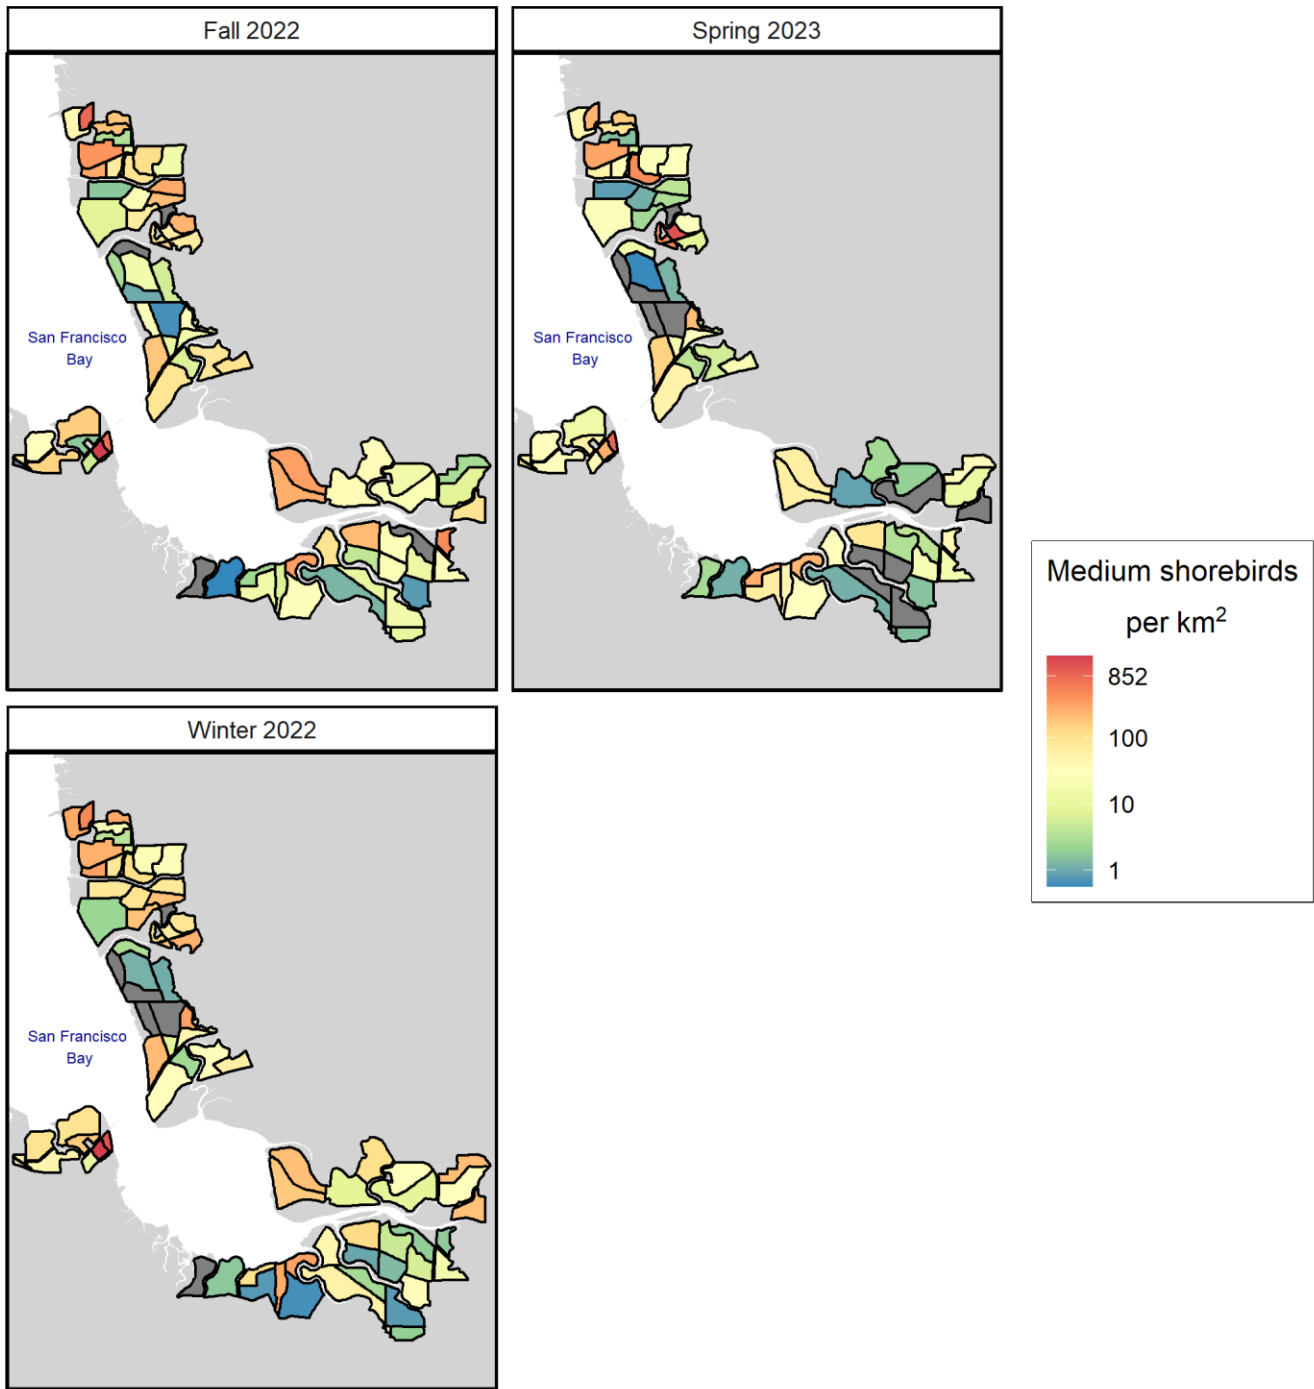 Fall 2022
Spring 2023
San Francisco
Bay
San Francisco
Bay
Winter 2022
San Francisco
Bay
Medium shorebirds
per km²
852
100
10
1